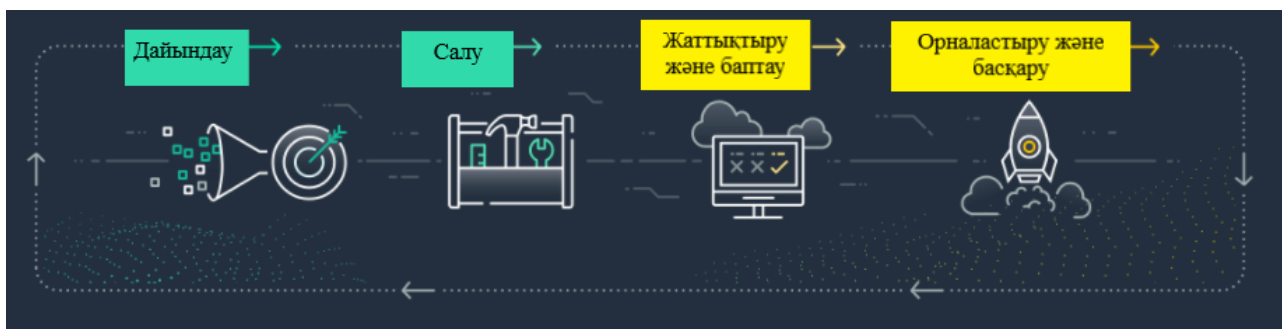 Дайындау
Салу
Жаттықтыру
және баптау
Орналастыру және
басқару